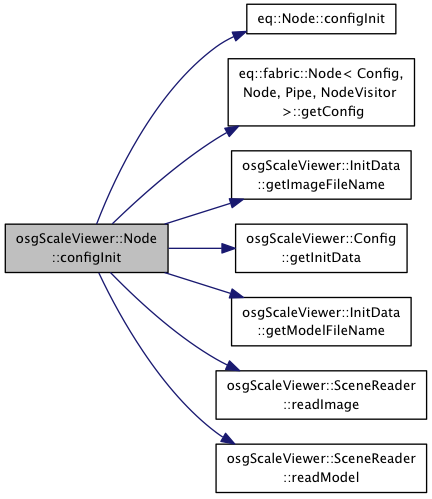 eq::Node::configInit
eq::fabric::Node< Config,
Node, Pipe, NodeVisitor
>::getConfig
osgScaleViewer::InitData
::getImageFileName
osgScaleViewer::Node
::configInit
osgScaleViewer::Config
::getInitData
osgScaleViewer::InitData
::getModelFileName
osgScaleViewer::SceneReader
::readImage
osgScaleViewer::SceneReader
::readModel